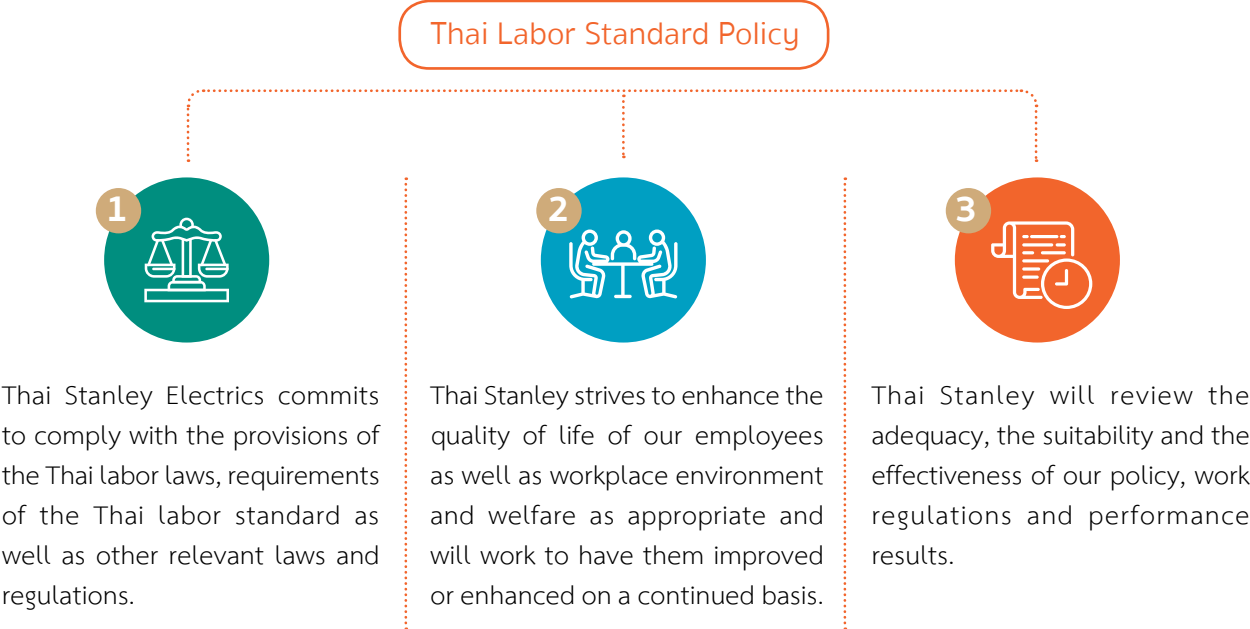 Thai Labor Standard Policy
1
Thai Stanley Electrics commits
to comply with the provisions of
the Thai labor laws, requirements
of the Thai labor standard as
well as other relevant laws and
regulations.
2
Thai Stanley strives to enhance the
quality of life of our employees
as well as workplace environment
and welfare as appropriate and
will work to have them improved
or enhanced on a continued basis.
3
Thai Stanley will review the
adequacy, the suitability and the
effectiveness of our policy, work
regulations and performance
results.